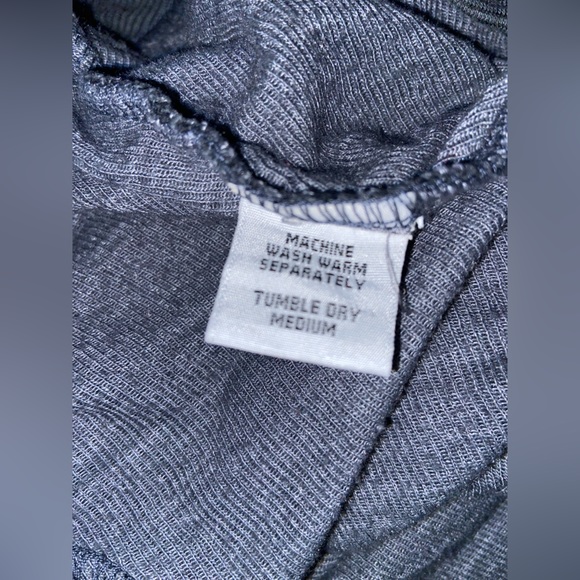 MACHINE
WASH WARM
SEPARATELY
TUMBLE DRY
MEDIUM